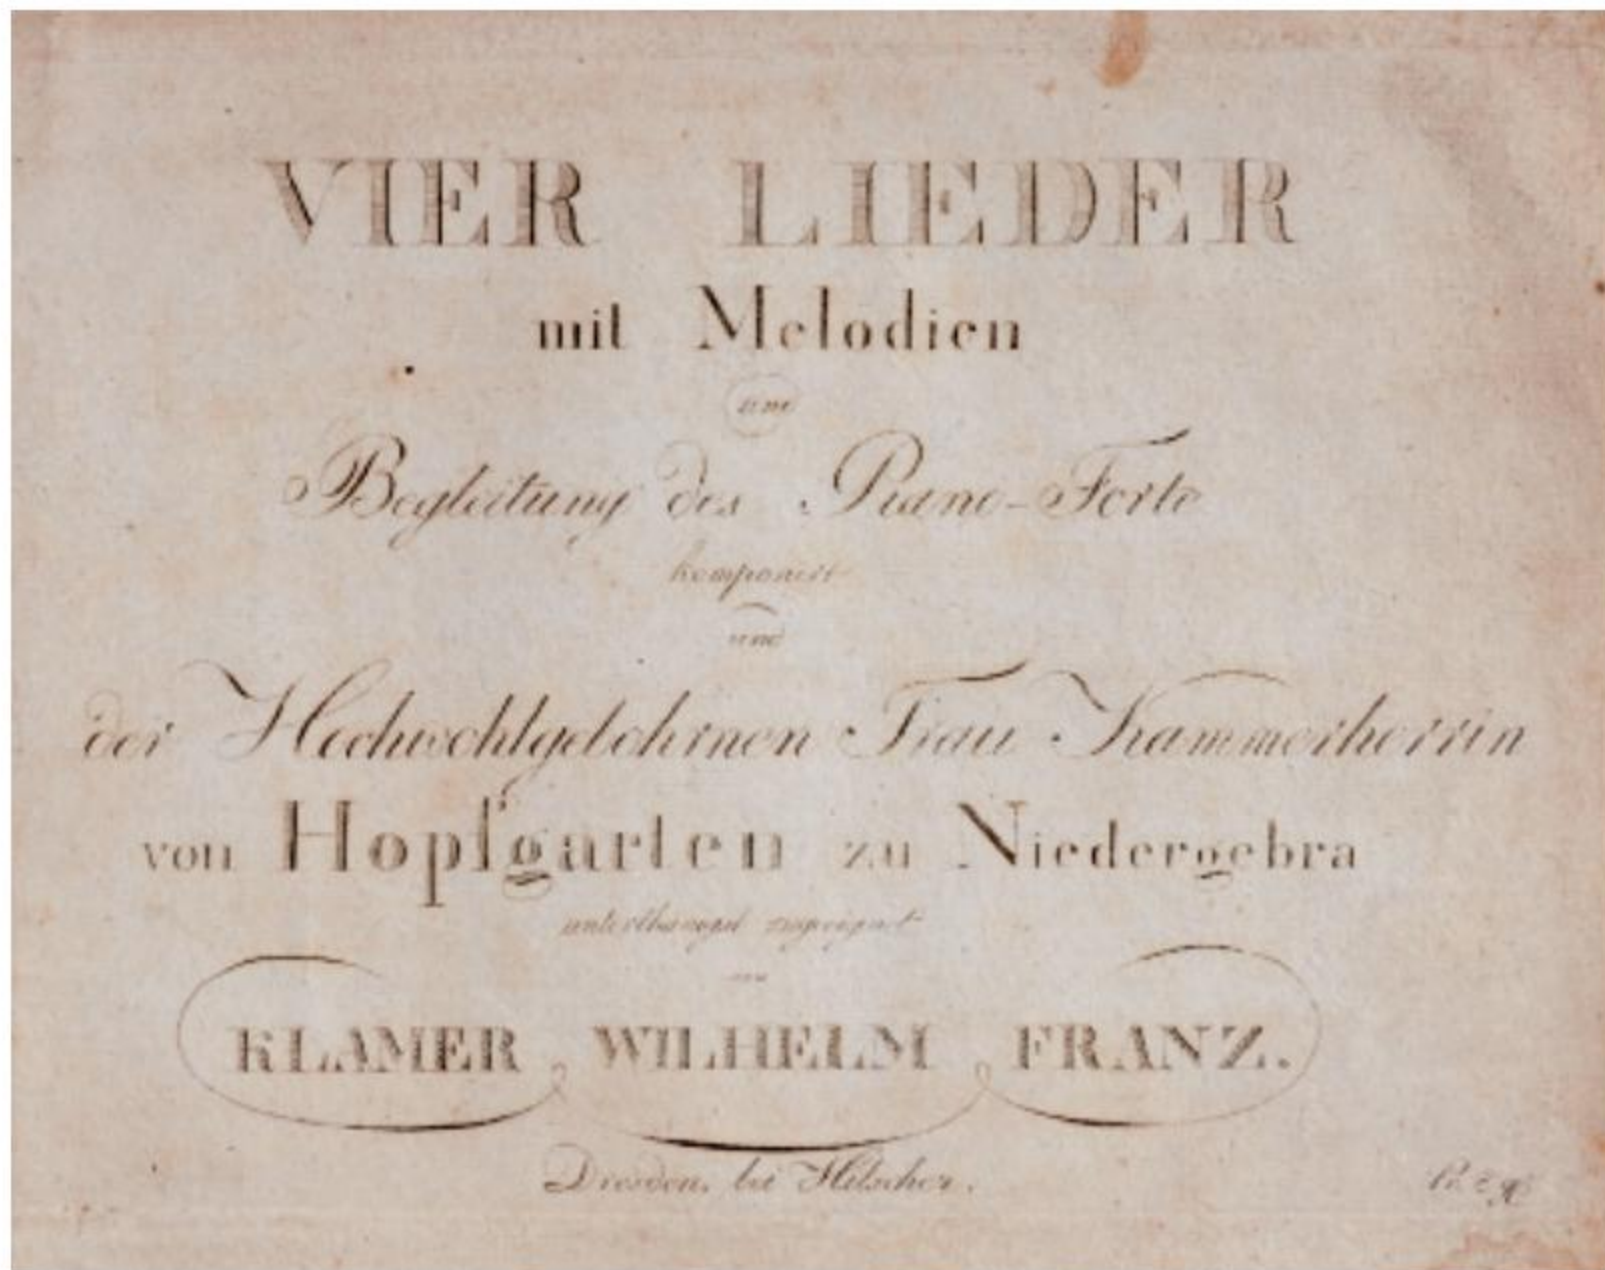 VIER LIEDER
mit Melodien
und
Begleitung des Piano-Forte
komponirt
und
der Hochwohlgebohrnen Frau Kammerherrin
von Hopfgarten zu Niedergebra
unterthänigst zugeeignet
von
KLAMER WILHELM FRANZ.
Dresden, bei Hilscher.